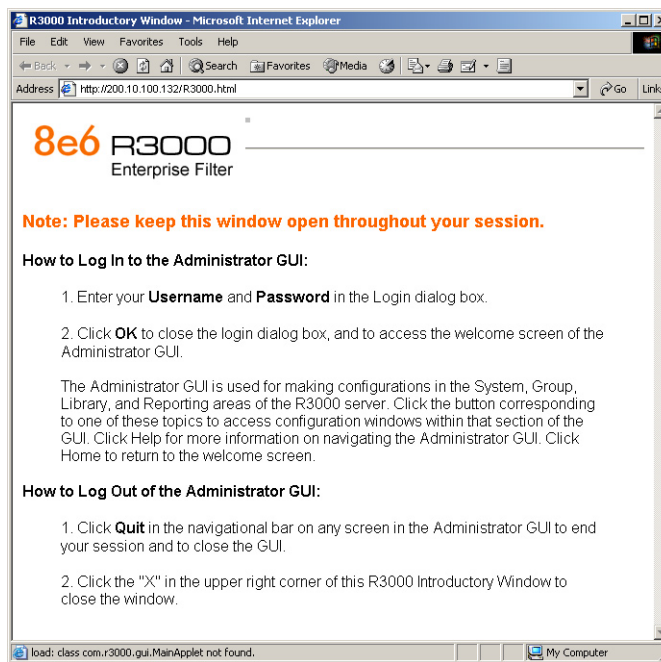 R3000 Introductory Window - Microsoft Internet Explorer
File Edit View Favorites Tools Help
Back Search Favorites Media
Address http://200.10.100.132/R3000.html Go Link
8e6 R3000
Enterprise Filter
Note: Please keep this window open throughout your session.
How to Log In to the Administrator GUI:
1. Enter your Username and Password in the Login dialog box.
2. Click OK to close the login dialog box, and to access the welcome screen of the
Administrator GUI.
The Administrator GUI is used for making configurations in the System, Group,
Library, and Reporting areas of the R3000 server. Click the button corresponding
to one of these topics to access configuration windows within that section of the
GUI. Click Help for more information on navigating the Administrator GUI. Click
Home to return to the welcome screen.
How to Log Out of the Administrator GUI:
1. Click Quit in the navigational bar on any screen in the Administrator GUI to end
your session and to close the GUI.
2. Click the "X" in the upper right corner of this R3000 Introductory Window to
close the window.
load: class com.r3000.gui.MainApplet not found. My Computer